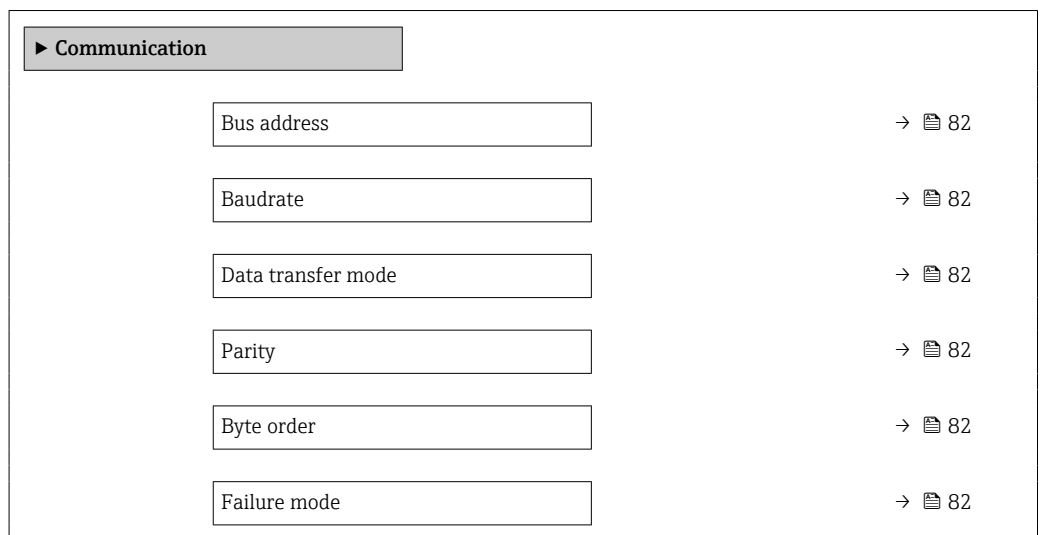 ▶ Communication
Bus address → 82
Baudrate → 82
Data transfer mode → 82
Parity → 82
Byte order → 82
Failure mode → 82